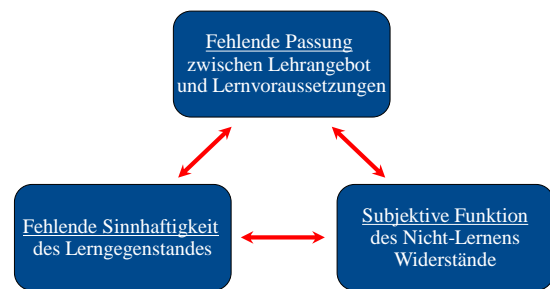 Fehlende Passung
zwischen Lehrangebot
und Lernvoraussetzungen
Fehlende Sinnhaftigkeit
des Lerngegenstandes
Subjektive Funktion
des Nicht-Lernens
Widerstände